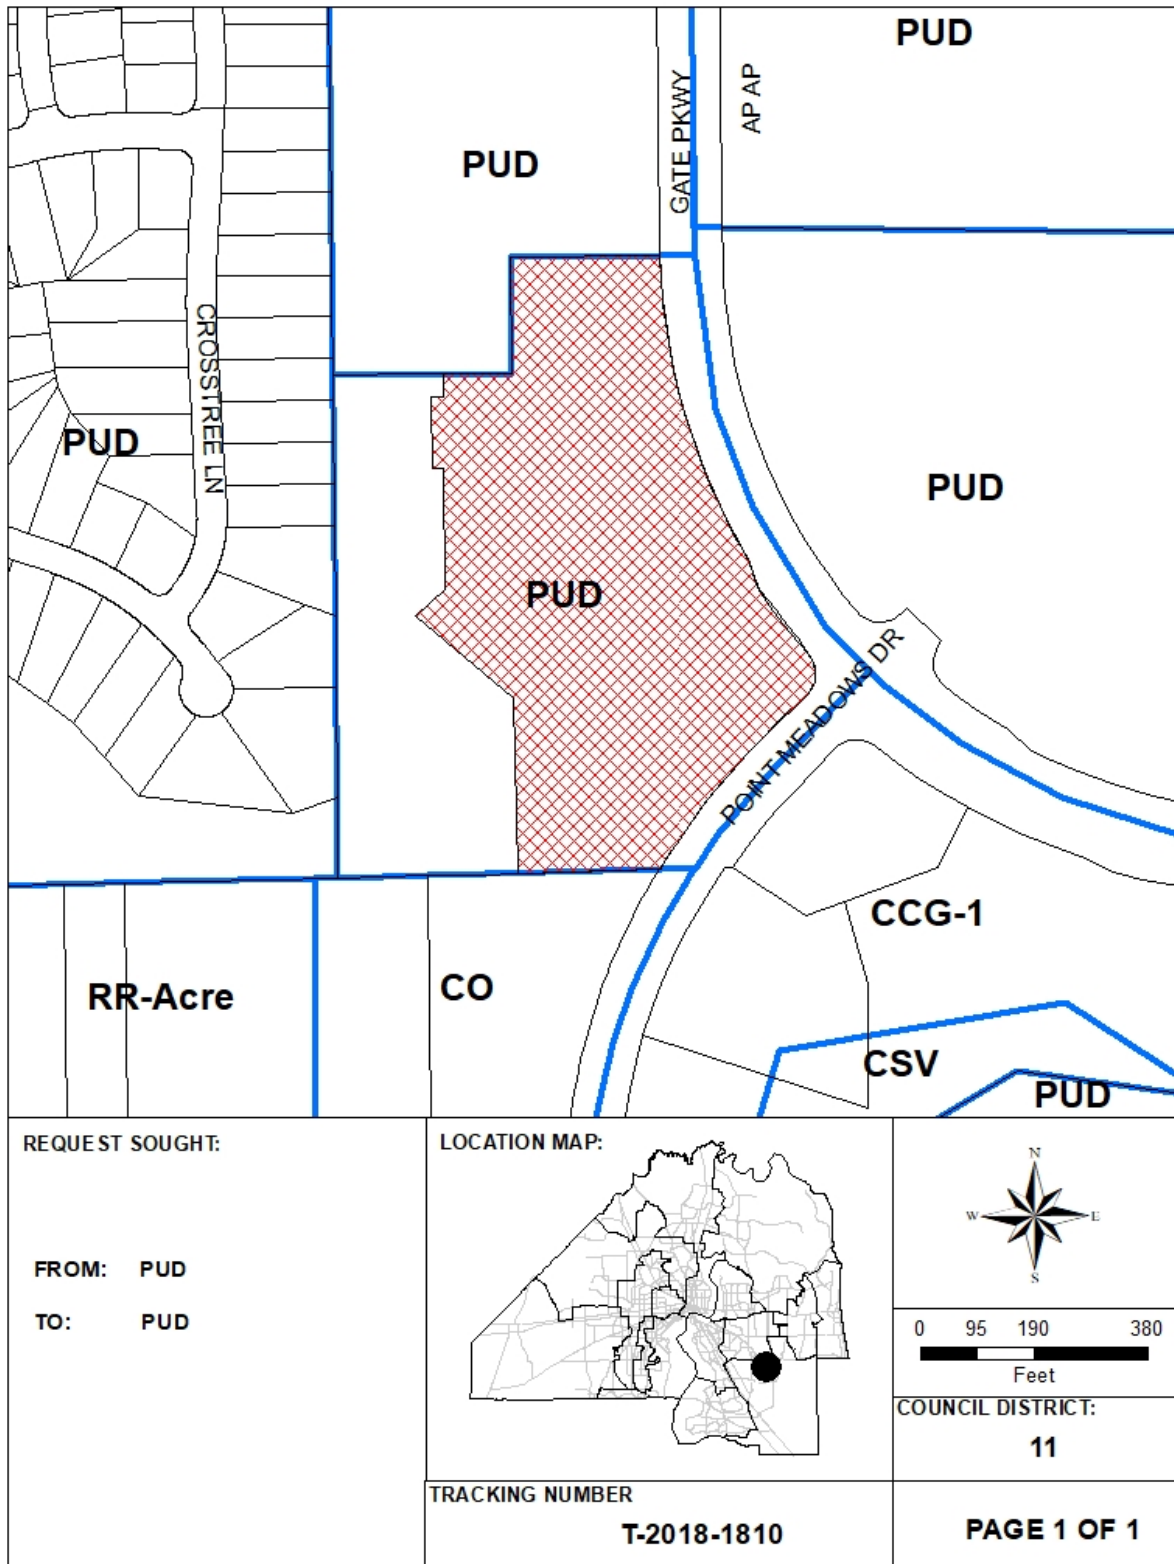 PUD
AP AP
GATE PKWY
PUD
CROSSTREE LN
PUD
PUD
PUD
POINT MEADOWS DR
CCG-1
RR-Acre
CO
CSV
PUD
REQUEST SOUGHT:
FROM: PUD
TO: PUD
LOCATION MAP:
N
W E
S
0 95 190 380
Feet
COUNCIL DISTRICT:
11
TRACKING NUMBER
T-2018-1810
PAGE 1 OF 1